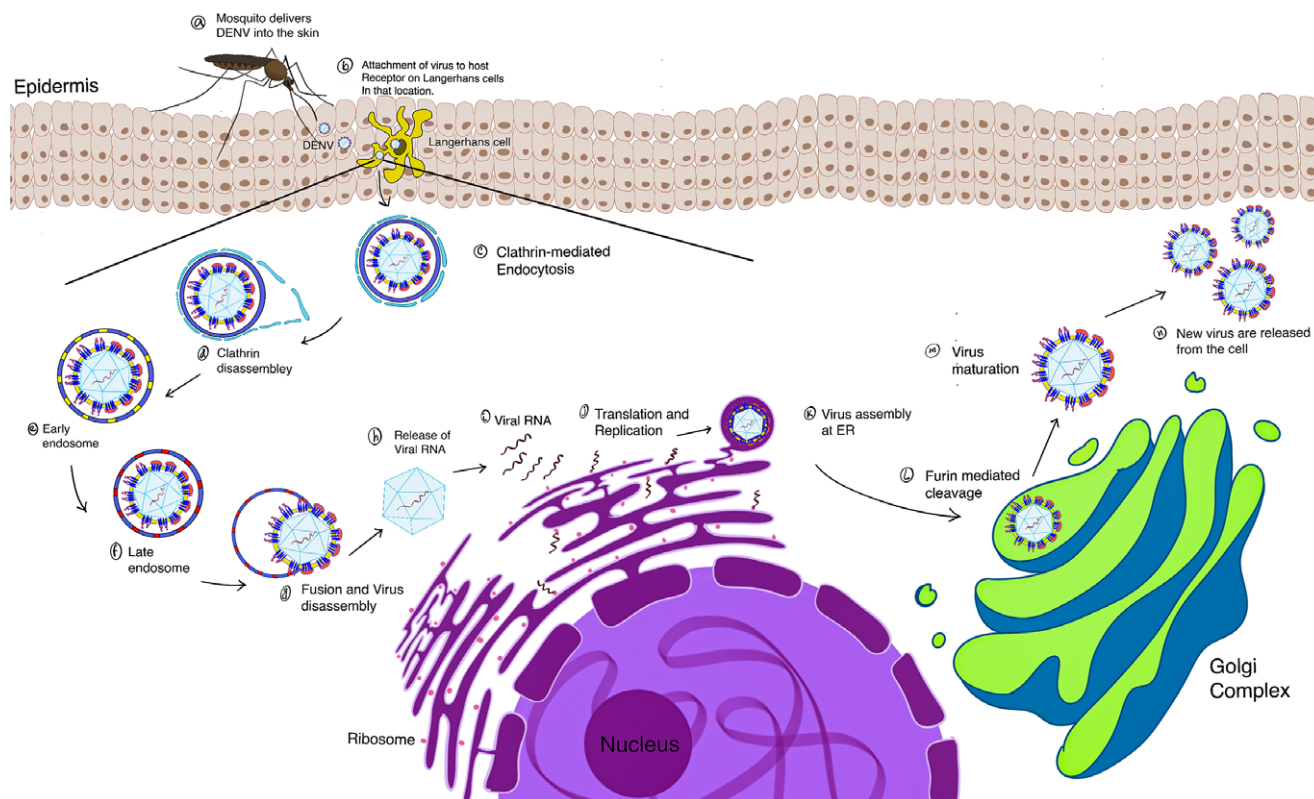 ⓐ Mosquito delivers
DENV into the skin
ⓑ Attachment of virus to host
Receptor on Langerhans cells
In that location.
Epidermis
DENV
Langerhans cell
ⓒ Clathrin-mediated
Endocytosis
ⓓ Clathrin
disassembley
ⓔ Early
endosome
ⓕ Late
endosome
ⓖ Fusion and Virus
disassembly
ⓗ Release of
Viral RNA
ⓘ Viral RNA
ⓙ Translation and
Replication
ⓚ Virus assembly
at ER
ⓛ Furin mediated
cleavage
ⓜ Virus
maturation
ⓝ New virus are released
from the cell
Golgi
Complex
Ribosome
Nucleus